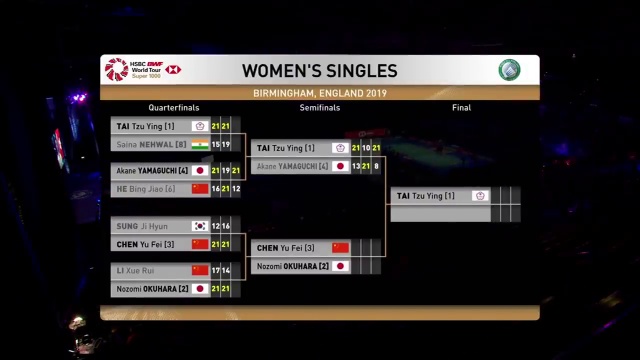 HSBC BWF
World Tour
Super 1000
WOMEN'S SINGLES
BIRMINGHAM, ENGLAND 2019
Quarterfinals
Semifinals
Final
TAI Tzu Ying [1] 21 21
Saina NEHWAL [8] 15 19
Akane YAMAGUCHI [4] 21 19 21
HE Bing Jiao [6] 16 21 12
SUNG Ji Hyun 12 16
CHEN Yu Fei [3] 21 21
LI Xue Rui 17 14
Nozomi OKUHARA [2] 21 21
TAI Tzu Ying [1] 21 10 21
Akane YAMAGUCHI [4] 13 21 8
CHEN Yu Fei [3]
Nozomi OKUHARA [2]
TAI Tzu Ying [1]